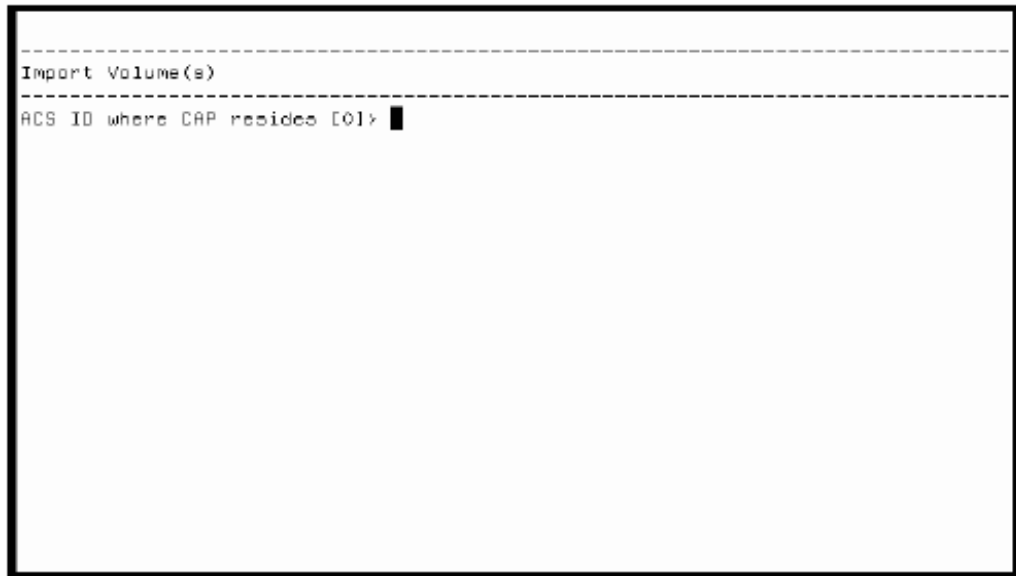 Import Volume(s)
ACS ID where CAP resides [0]>